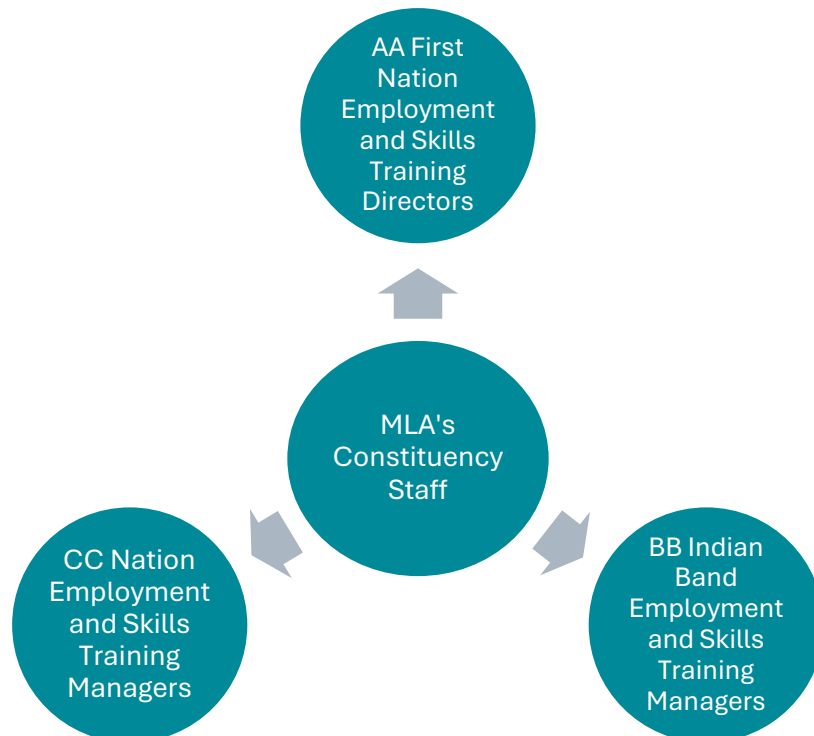 AA First
Nation
Employment
and Skills
Training
Directors
MLA's
Constituency
Staff
CC Nation
Employment
and Skills
Training
Managers
BB Indian
Band
Employment
and Skills
Training
Managers